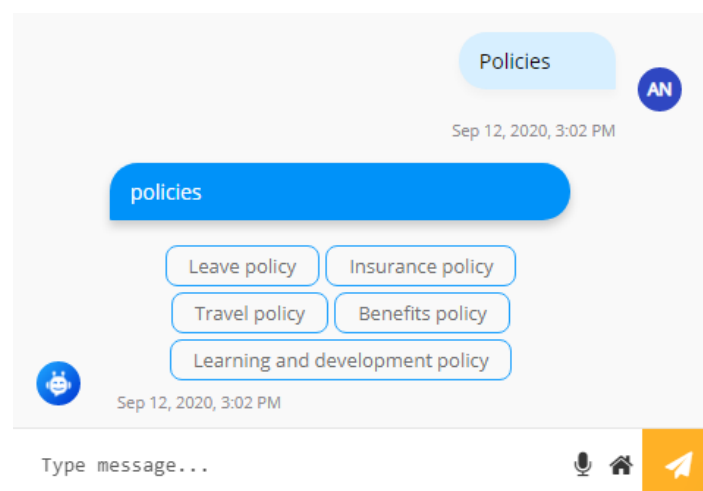 Policies
AN
Sep 12, 2020, 3:02 PM
policies
Leave policy Insurance policy
Travel policy Benefits policy
Learning and development policy
Sep 12, 2020, 3:02 PM
Type message...